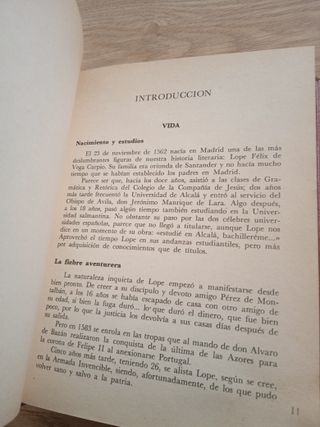 INTRODUCCION
VIDA
Nacimiento y estudios
El 25 de noviembre de 1562 nacía en Madrid una de las más
deslumbrantes figuras de nuestra historia literaria: Lope Félix de
Vega Carpio. Su familia era oriunda de Santander y no hacía mucho
tiempo que se habían establecido los padres en Madrid.
Parece ser que, hacia los doce años, asistió a las clases de Gra-
mática y Retórica del Colegio de la Compañía de Jesús; dos años
más tarde frecuentó la Universidad de Alcalá y entró al servicio del
Obispo de Avila, don Jerónimo Manrique de Lara. Algo después,
a los 18 años, pasó algún tiempo también estudiando en la Univer-
sidad salmantina. No obstante su paso por las dos célebres univer-
sidades españolas, parece que no llegó a titularse, aunque Lope nos
dice en un momento de su obra: «estudié en Alcalá, bachilleréme...»
Aprovechó el tiempo Lope en sus andanzas estudiantiles, pero más
por adquisición de conocimientos que de títulos.
La fiebre aventurera
La naturaleza inquieta de Lope empezó a manifestarse desde
bien pronto. De creer a su discípulo y devoto amigo Pérez de Mon-
talbán, a los 16 años se había escapado de casa con otro amigo de
su edad, si bien la fuga duró... lo que duró el dinero, que fue bien
poco, por lo que la justicia los devolvía a sus casas días después de
su salida.
Pero en 1583 se enrola en las tropas que al mando don Alvaro
de Bazán realizaron la conquista de la última de las Azores para
la corona de Felipe II al anexionarse Portugal.
Cinco años más tarde, teniendo 26, se alista Lope, según se cree,
en la Armada Invencible, siendo, afortunadamente, de los que pudo
volver sano y salvo a la patria.
11